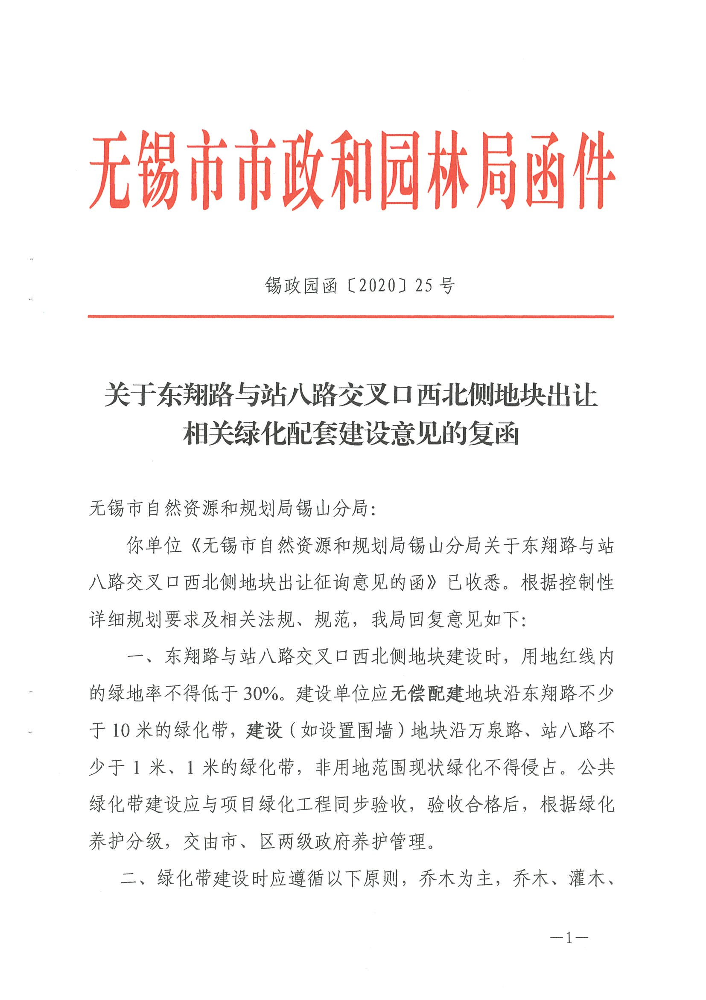 无锡市市政和园林局函件
锡政园函〔2020〕25号
关于东翔路与站八路交叉口西北侧地块出让
相关绿化配套建设意见的复函
无锡市自然资源和规划局锡山分局：
你单位《无锡市自然资源和规划局锡山分局关于东翔路与站
八路交叉口西北侧地块出让征询意见的函》已收悉。根据控制性
详细规划要求及相关法规、规范，我局回复意见如下：
一、东翔路与站八路交叉口西北侧地块建设时，用地红线内
的绿地率不得低于30%。建设单位应无偿配建地块沿东翔路不少
于10米的绿化带，建设（如设置围墙）地块沿万泉路、站八路不
少于1米、1米的绿化带，非用地范围现状绿化不得侵占。公共
绿化带建设应与项目绿化工程同步验收，验收合格后，根据绿化
养护分级，交由市、区两级政府养护管理。
二、绿化带建设时应遵循以下原则，乔木为主，乔木、灌木、
—1—